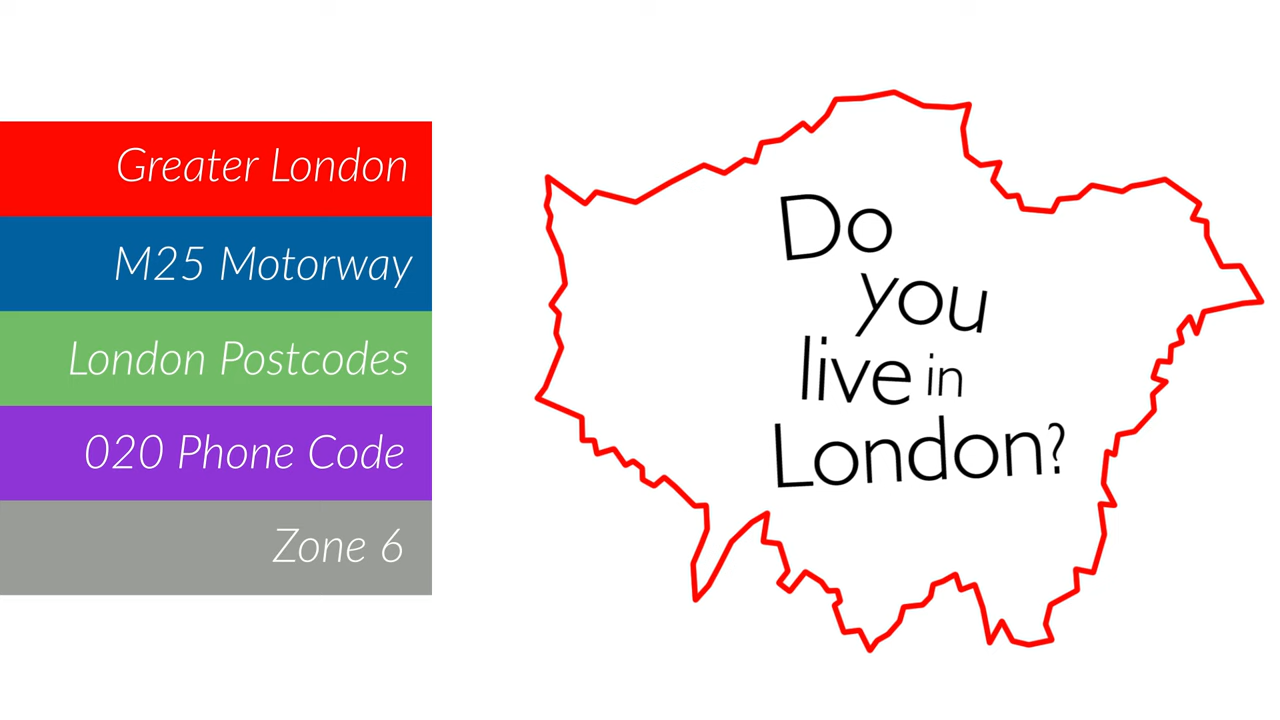 Greater London
M25 Motorway
London Postcodes
020 Phone Code
Zone 6
Do
you
live in
London?